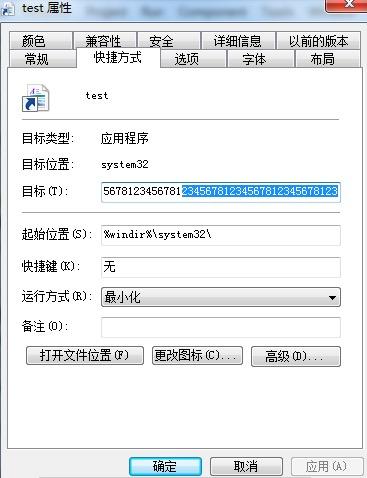 test 属性
颜色 兼容性 安全 详细信息 以前的版本
常规 快捷方式 选项 字体 布局
test
目标类型: 应用程序
目标位置: system32
目标(T): 567812345678123456781234567812345678123
起始位置(S): %windir%\system32\
快捷键(K): 无
运行方式(R): 最小化
备注(O):
打开文件位置(F) 更改图标(C)... 高级(D)...
确定 取消 应用(A)